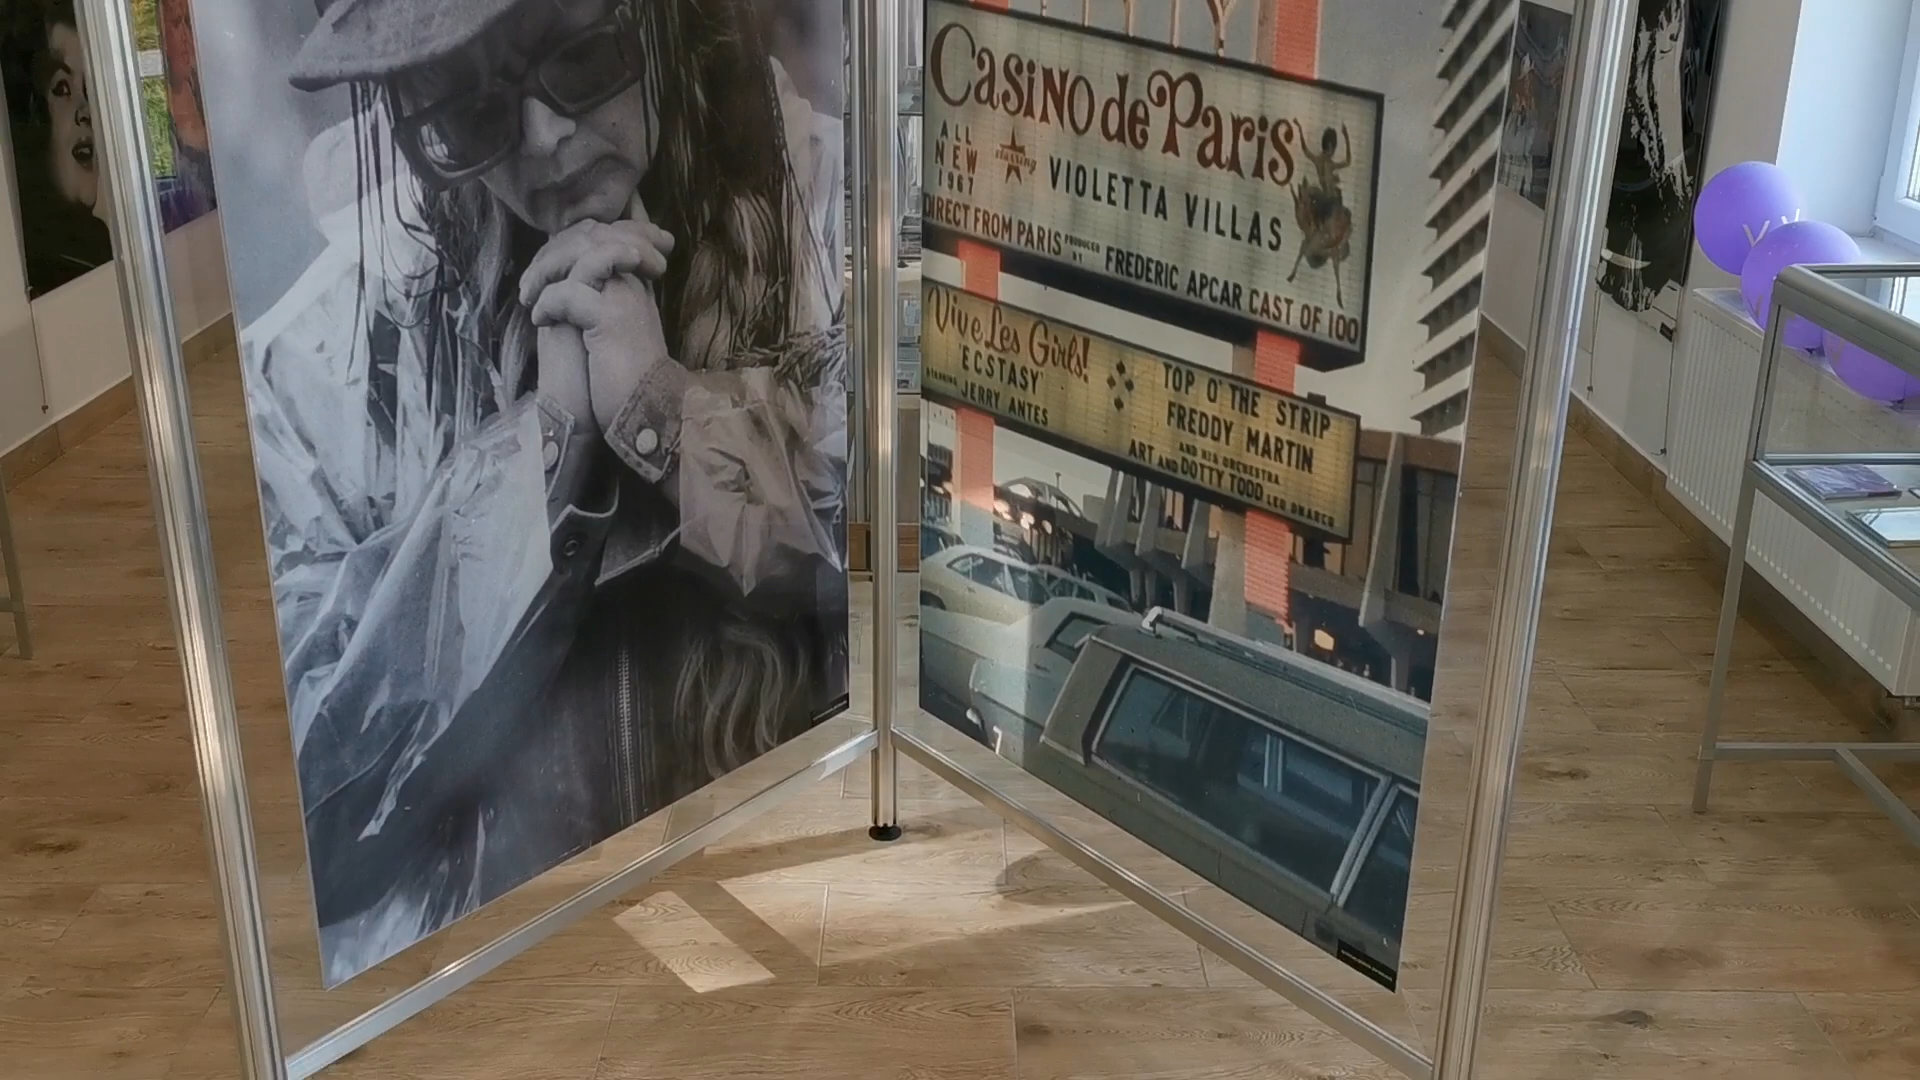 Casino de Paris
ALL
NEW
1967
starring
VIOLETTA VILLAS
DIRECT FROM PARIS PRODUCED BY FREDERIC APCAR CAST OF 100
Vive Les Girls!
'ECSTASY'
STARRING JERRY ANTES
TOP O' THE STRIP
FREDDY MARTIN
AND HIS ORCHESTRA
ART AND DOTTY TODD
7